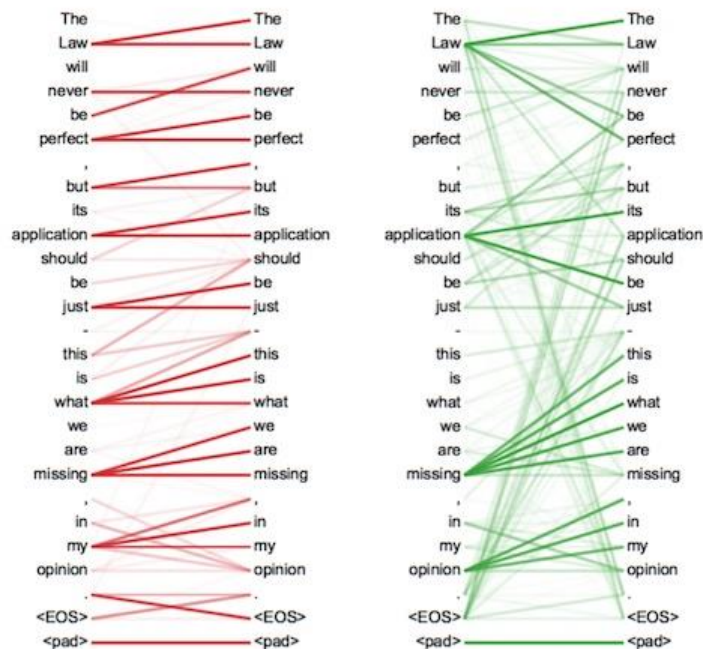 The The The The
Law Law Law Law
will will will will
never never never never
be be be be
perfect perfect perfect perfect
, , , ,
but but but but
its its its its
application application application application
should should should should
be be be be
just just just just
- - - -
this this this this
is is is is
what what what what
we we we we
are are are are
missing missing missing missing
, , , ,
in in in in
my my my my
opinion opinion opinion opinion
. . . .
<EOS> <EOS> <EOS> <EOS>
<pad> <pad> <pad> <pad>